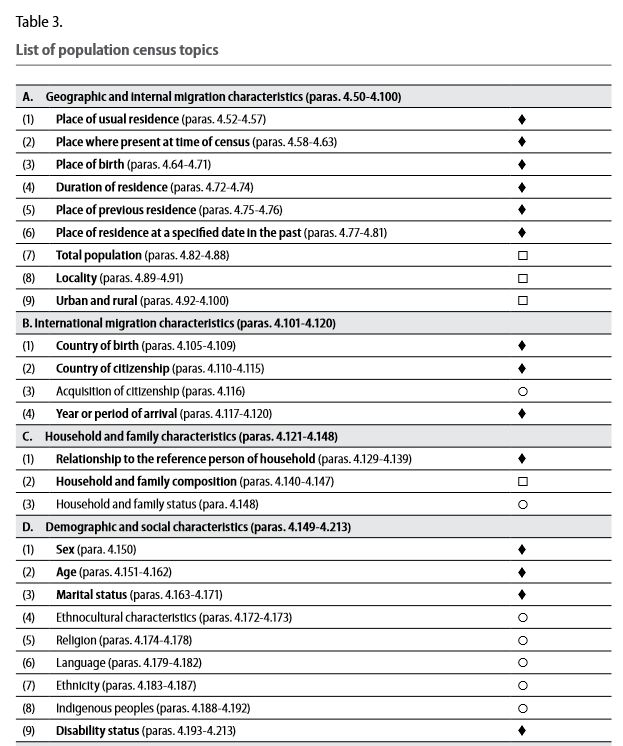 Table 3.
List of population census topics
A. Geographic and internal migration characteristics (paras. 4.50-4.100)
(1) Place of usual residence (paras. 4.52-4.57) ♦
(2) Place where present at time of census (paras. 4.58-4.63) ♦
(3) Place of birth (paras. 4.64-4.71) ♦
(4) Duration of residence (paras. 4.72-4.74) ♦
(5) Place of previous residence (paras. 4.75-4.76) ♦
(6) Place of residence at a specified date in the past (paras. 4.77-4.81) ♦
(7) Total population (paras. 4.82-4.88) □
(8) Locality (paras. 4.89-4.91) □
(9) Urban and rural (paras. 4.92-4.100) □
B. International migration characteristics (paras. 4.101-4.120)
(1) Country of birth (paras. 4.105-4.109) ♦
(2) Country of citizenship (paras. 4.110-4.115) ♦
(3) Acquisition of citizenship (para. 4.116) ○
(4) Year or period of arrival (paras. 4.117-4.120) ♦
C. Household and family characteristics (paras. 4.121-4.148)
(1) Relationship to the reference person of household (paras. 4.129-4.139) ♦
(2) Household and family composition (paras. 4.140-4.147) □
(3) Household and family status (para. 4.148) ○
D. Demographic and social characteristics (paras. 4.149-4.213)
(1) Sex (para. 4.150) ♦
(2) Age (paras. 4.151-4.162) ♦
(3) Marital status (paras. 4.163-4.171) ♦
(4) Ethnocultural characteristics (paras. 4.172-4.173) ○
(5) Religion (paras. 4.174-4.178) ○
(6) Language (paras. 4.179-4.182) ○
(7) Ethnicity (paras. 4.183-4.187) ○
(8) Indigenous peoples (paras. 4.188-4.192) ○
(9) Disability status (paras. 4.193-4.213) ♦